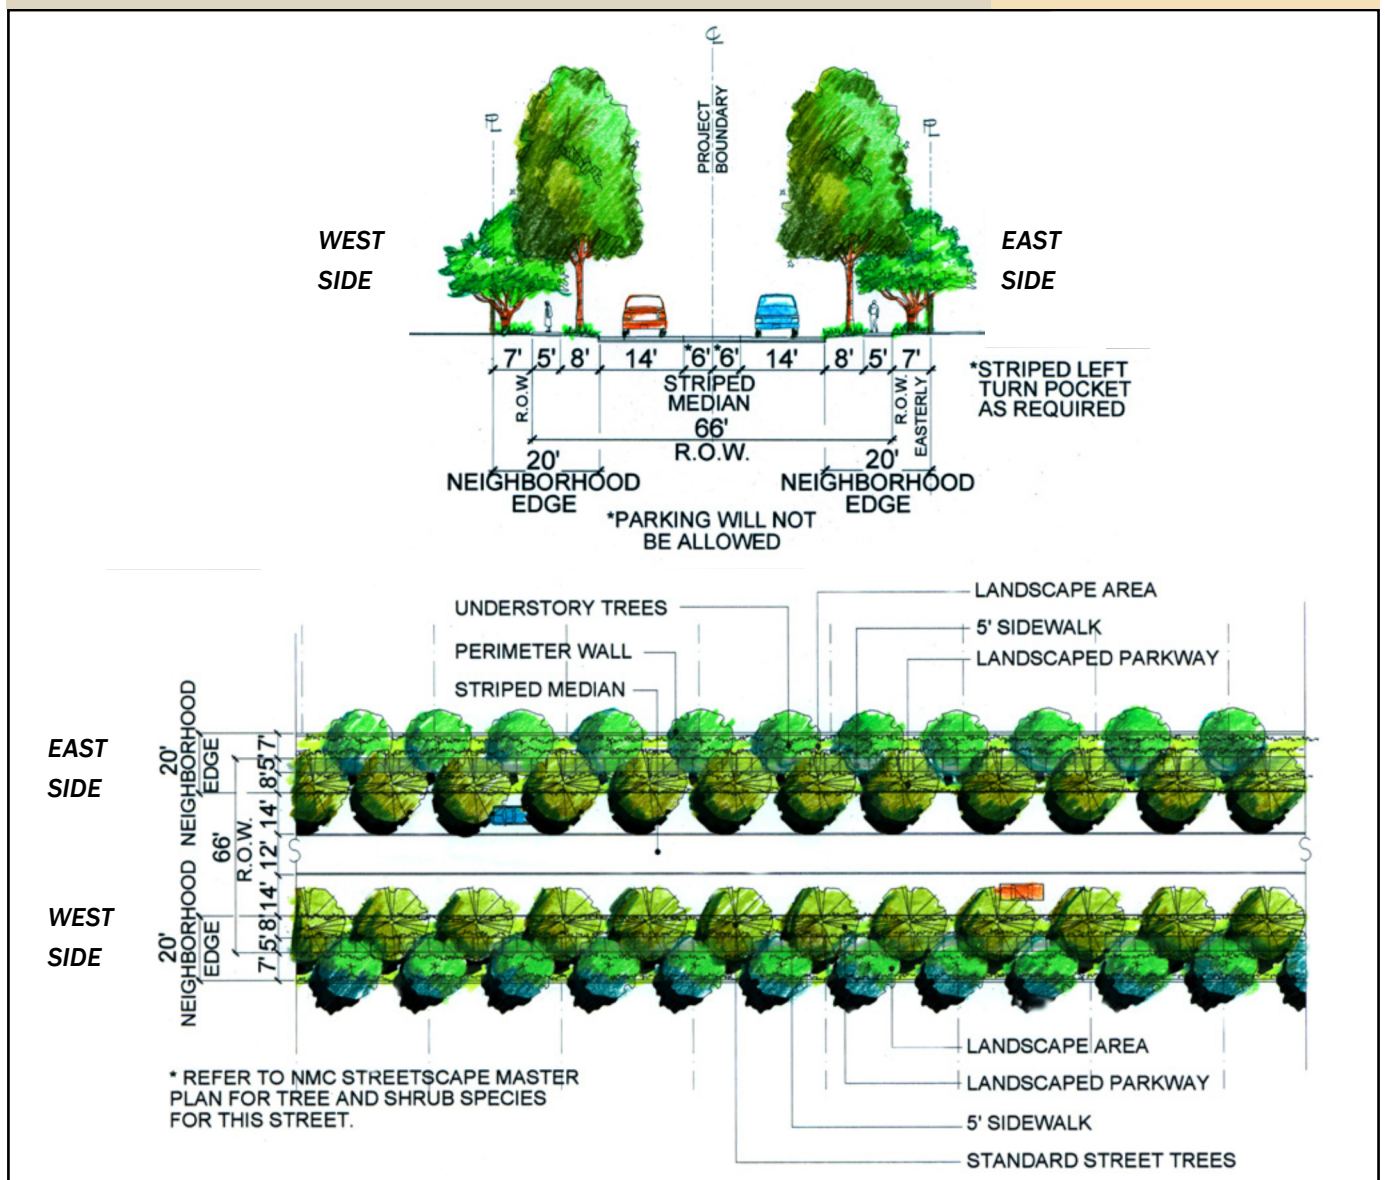 ℄
PROJECT
BOUNDARY
℄
℄
WEST
SIDE
EAST
SIDE
7' 5' 8' 14' *6' *6' 14' 8' 5' 7'
STRIPED
MEDIAN
R.O.W.
R.O.W.
EASTERLY
*STRIPED LEFT
TURN POCKET
AS REQUIRED
66'
R.O.W.
20'
NEIGHBORHOOD
EDGE
20'
NEIGHBORHOOD
EDGE
*PARKING WILL NOT
BE ALLOWED
UNDERSTORY TREES
PERIMETER WALL
STRIPED MEDIAN
LANDSCAPE AREA
5' SIDEWALK
LANDSCAPED PARKWAY
EAST
SIDE
WEST
SIDE
NEIGHBORHOOD
EDGE
20'
NEIGHBORHOOD
EDGE
20'
66'
R.O.W.
7' 5' 8' 14' 12' 14' 8' 5' 7'
LANDSCAPE AREA
LANDSCAPED PARKWAY
5' SIDEWALK
STANDARD STREET TREES
* REFER TO NMC STREETSCAPE MASTER
PLAN FOR TREE AND SHRUB SPECIES
FOR THIS STREET.